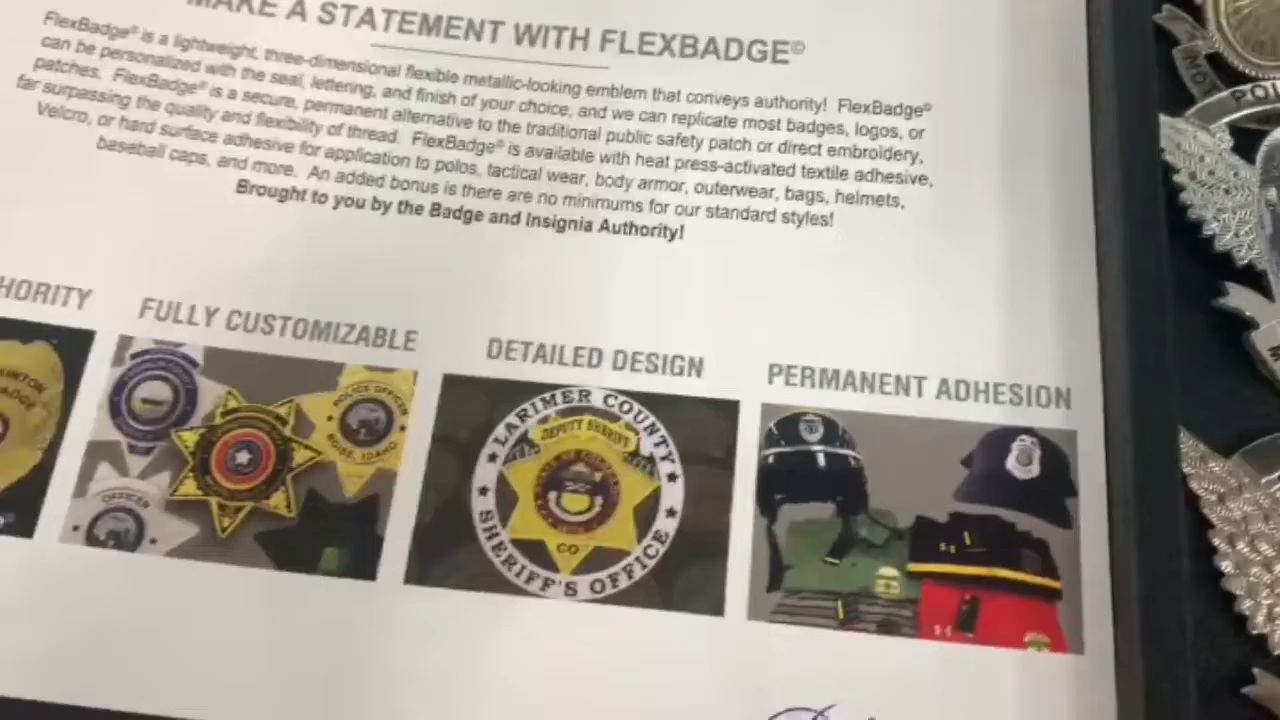 MAKE A STATEMENT WITH FLEXBADGE©
FlexBadge® is a lightweight, three-dimensional flexible metallic-looking emblem that conveys authority! FlexBadge®
can be personalized with the seal, lettering, and finish of your choice, and we can replicate most badges, logos, or
patches. FlexBadge® is a secure, permanent alternative to the traditional public safety patch or direct embroidery,
far surpassing the quality and flexibility of thread. FlexBadge® is available with heat press-activated textile adhesive,
Velcro, or hard surface adhesive for application to polos, tactical wear, body armor, outerwear, bags, helmets,
baseball caps, and more. An added bonus is there are no minimums for our standard styles!
Brought to you by the Badge and Insignia Authority!
HORITY
FULLY CUSTOMIZABLE
DETAILED DESIGN
PERMANENT ADHESION
POLICE OFFICER
BOISE, IDAHO
OFFICER
LARIMER COUNTY
DEPUTY SHERIFF
CO
SHERIFF'S OFFICE
POLI